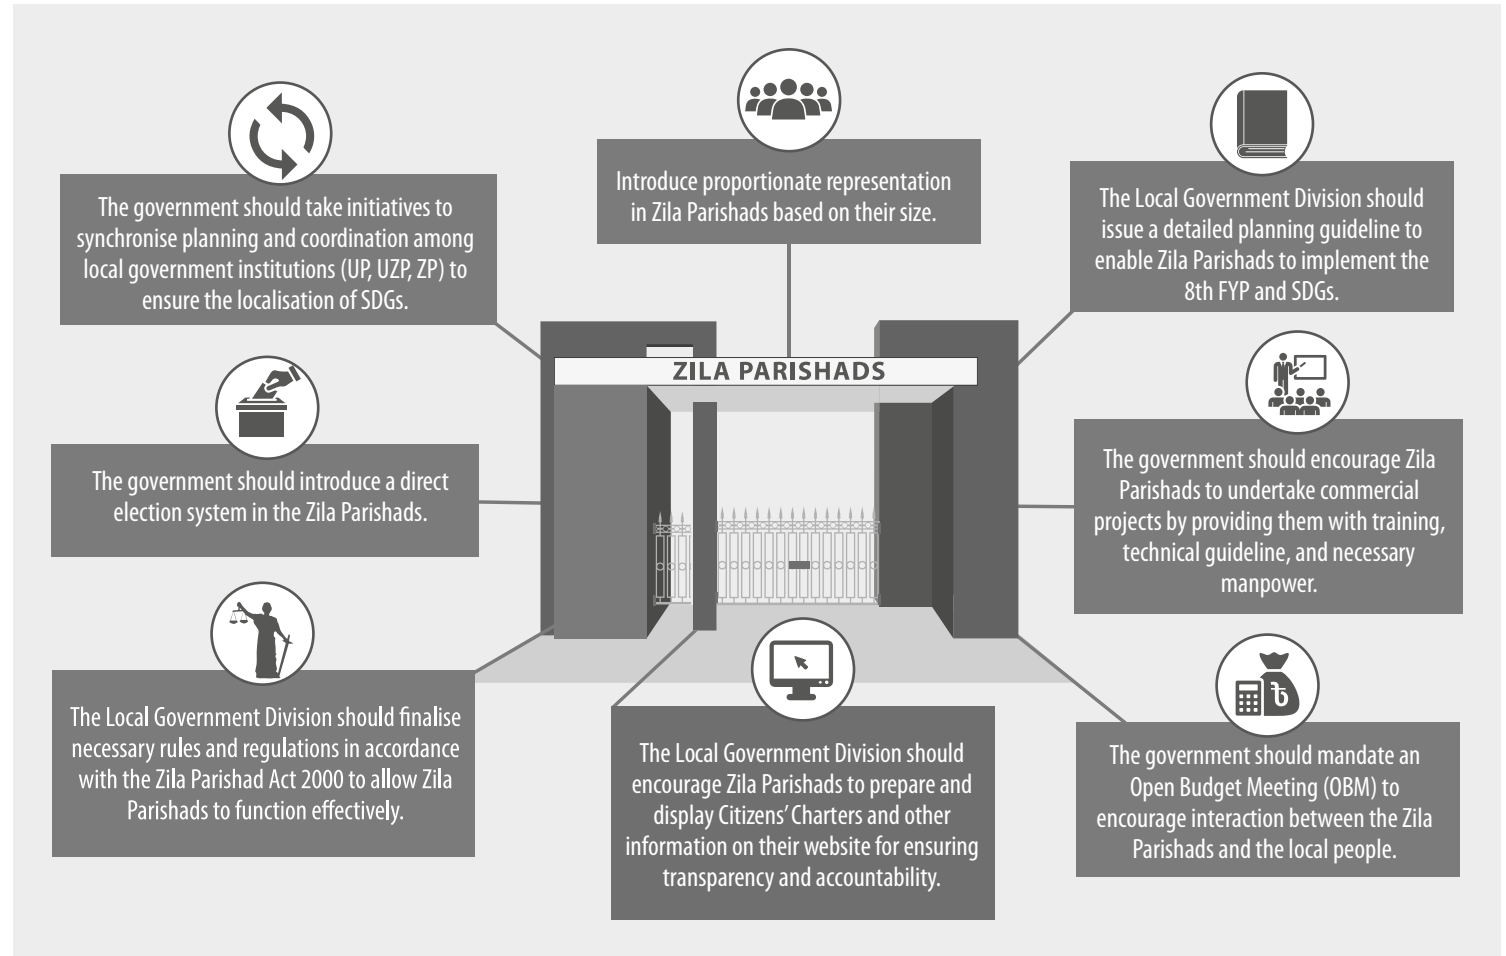 The government should take initiatives to
synchronise planning and coordination among
local government institutions (UP, UZP, ZP) to
ensure the localisation of SDGs.
Introduce proportionate representation
in Zila Parishads based on their size.
The Local Government Division should
issue a detailed planning guideline to
enable Zila Parishads to implement the
8th FYP and SDGs.
ZILA PARISHADS
The government should introduce a direct
election system in the Zila Parishads.
The government should encourage Zila
Parishads to undertake commercial
projects by providing them with training,
technical guideline, and necessary
manpower.
The Local Government Division should finalise
necessary rules and regulations in accordance
with the Zila Parishad Act 2000 to allow Zila
Parishads to function effectively.
The Local Government Division should
encourage Zila Parishads to prepare and
display Citizens’ Charters and other
information on their website for ensuring
transparency and accountability.
৳
The government should mandate an
Open Budget Meeting (OBM) to
encourage interaction between the Zila
Parishads and the local people.